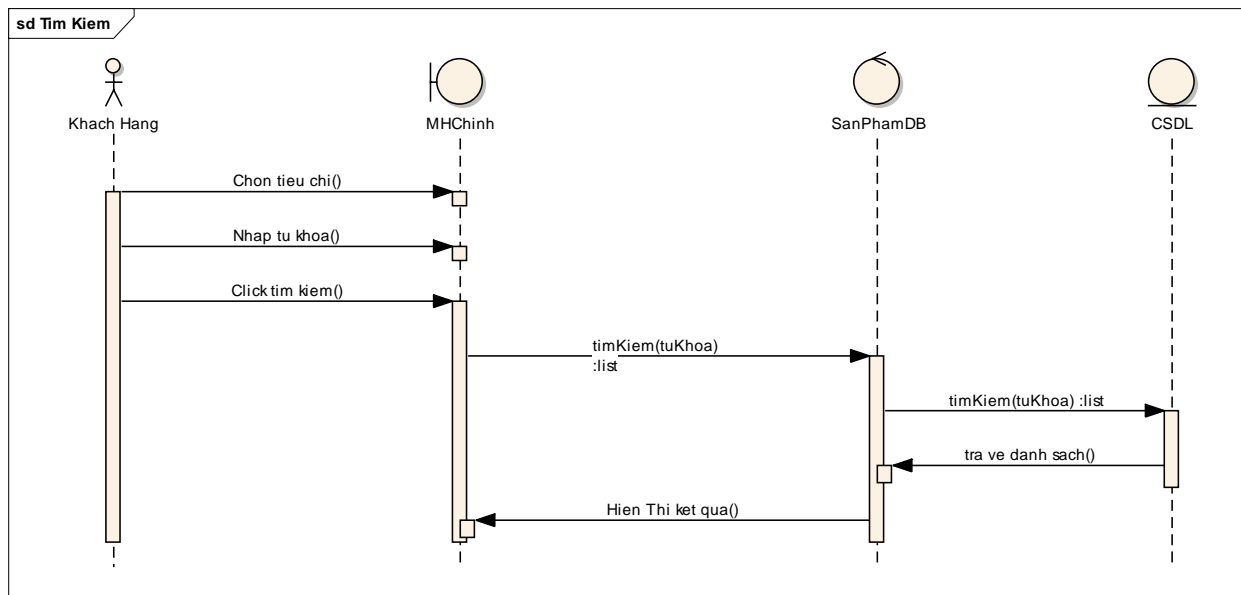 sd Tim Kiem
Khach Hang
MHChinh
SanPhamDB
CSDL
Chon tieu chi()
Nhap tu khoa()
Click tim kiem()
timKiem(tuKhoa)
:list
timKiem(tuKhoa) :list
tra ve danh sach()
Hien Thi ket qua()